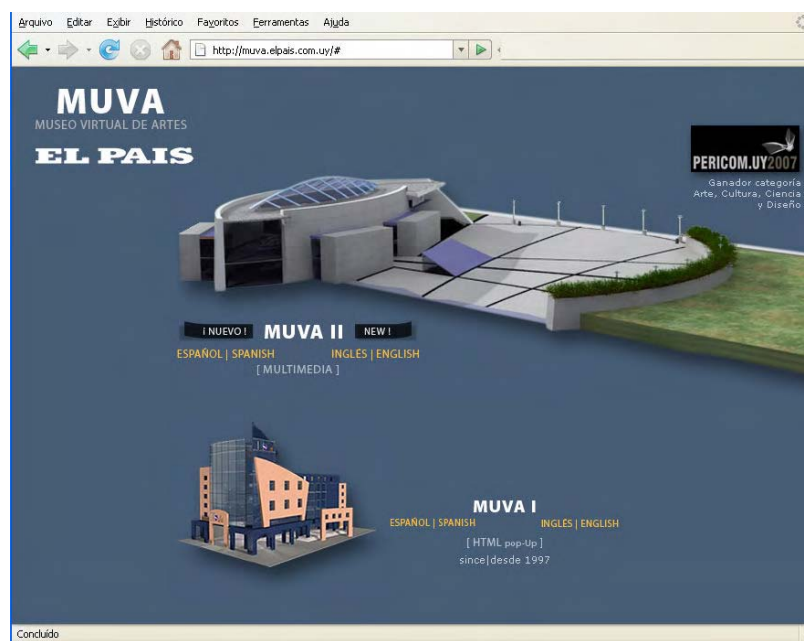 Arquivo Editar Exibir Histórico Favoritos Ferramentas Ajuda
http://muva.elpais.com.uy/#
MUVA
MUSEO VIRTUAL DE ARTES
EL PAIS
PERICOM.UY2007
Ganador categoría
Arte, Cultura, Ciencia
y Diseño
¡ NUEVO ! MUVA II NEW !
ESPAÑOL | SPANISH INGLÉS | ENGLISH
[ MULTIMEDIA ]
MUVA I
ESPAÑOL | SPANISH INGLÉS | ENGLISH
[ HTML pop-Up ]
since|desde 1997
Concluído